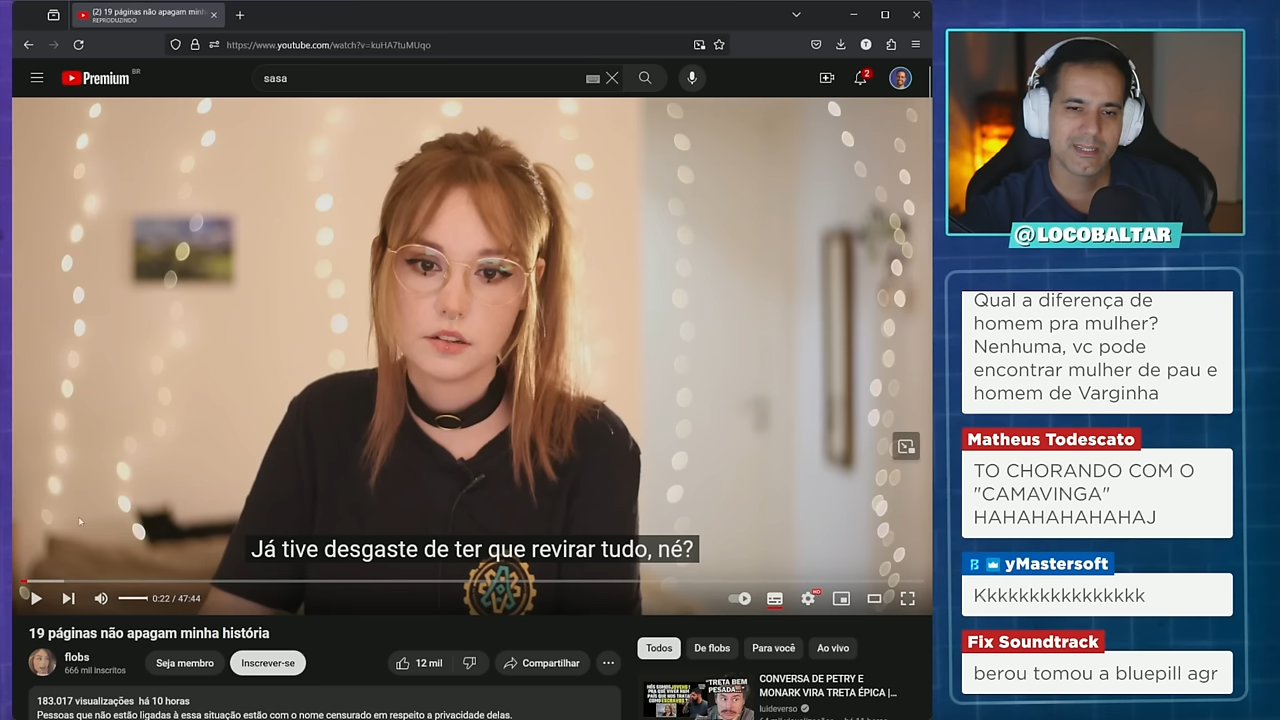 (2) 19 páginas não apagam minh
REPRODUZINDO
https://www.youtube.com/watch?v=kuHA7tuMUqo
Premium BR
sasa
2
Já tive desgaste de ter que revirar tudo, né?
0:22 / 47:44
HD
19 páginas não apagam minha história
flobs
666 mil inscritos
Seja membro
Inscrever-se
12 mil
Compartilhar
183.017 visualizações há 10 horas
Pessoas que não estão ligadas à essa situação estão com o nome censurado em respeito a privacidade delas.
Todos
De flobs
Para você
Ao vivo
"TRETA BEM
PESADA..."
CONVERSA DE PETRY E
MONARK VIRA TRETA ÉPICA |...
luideverso
@LOCOBALTAR
Qual a diferença de
homem pra mulher?
Nenhuma, vc pode
encontrar mulher de pau e
homem de Varginha
Matheus Todescato
TO CHORANDO COM O
"CAMAVINGA"
HAHAHAHAHAHAJ
yMastersoft
Kkkkkkkkkkkkkkkk
Fix Soundtrack
berou tomou a bluepill agr